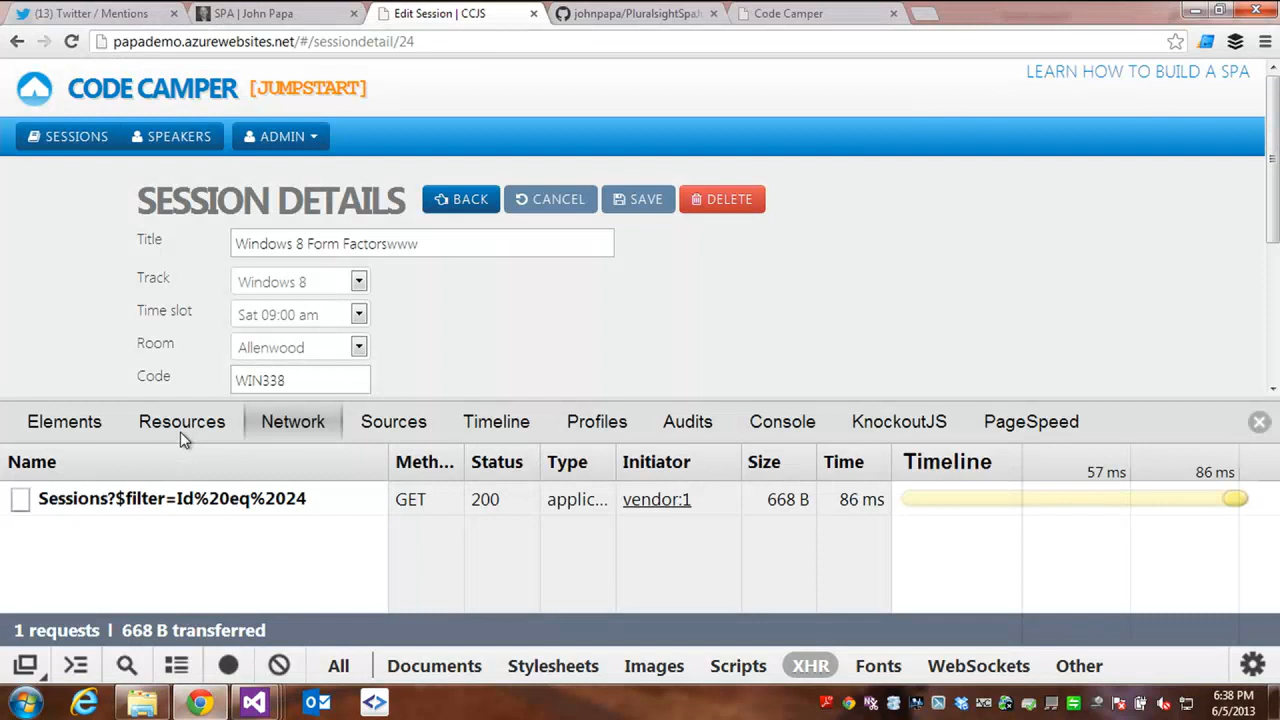 (13) Twitter / Mentions
SPA | John Papa
Edit Session | CCJS
johnpapa/PluralsightSpaJ
Code Camper
papademo.azurewebsites.net/#/sessiondetail/24
CODE CAMPER [JUMPSTART]
LEARN HOW TO BUILD A SPA
SESSIONS SPEAKERS ADMIN
SESSION DETAILS BACK CANCEL SAVE DELETE
Title Windows 8 Form Factorswww
Track Windows 8
Time slot Sat 09:00 am
Room Allenwood
Code WIN338
Elements Resources Network Sources Timeline Profiles Audits Console KnockoutJS PageSpeed
Name Meth... Status Type Initiator Size Time Timeline 57 ms 86 ms
Sessions?$filter=Id%20eq%2024 GET 200 applic... vendor:1 668 B 86 ms
1 requests | 668 B transferred
All Documents Stylesheets Images Scripts XHR Fonts WebSockets Other
6:38 PM
6/5/2013